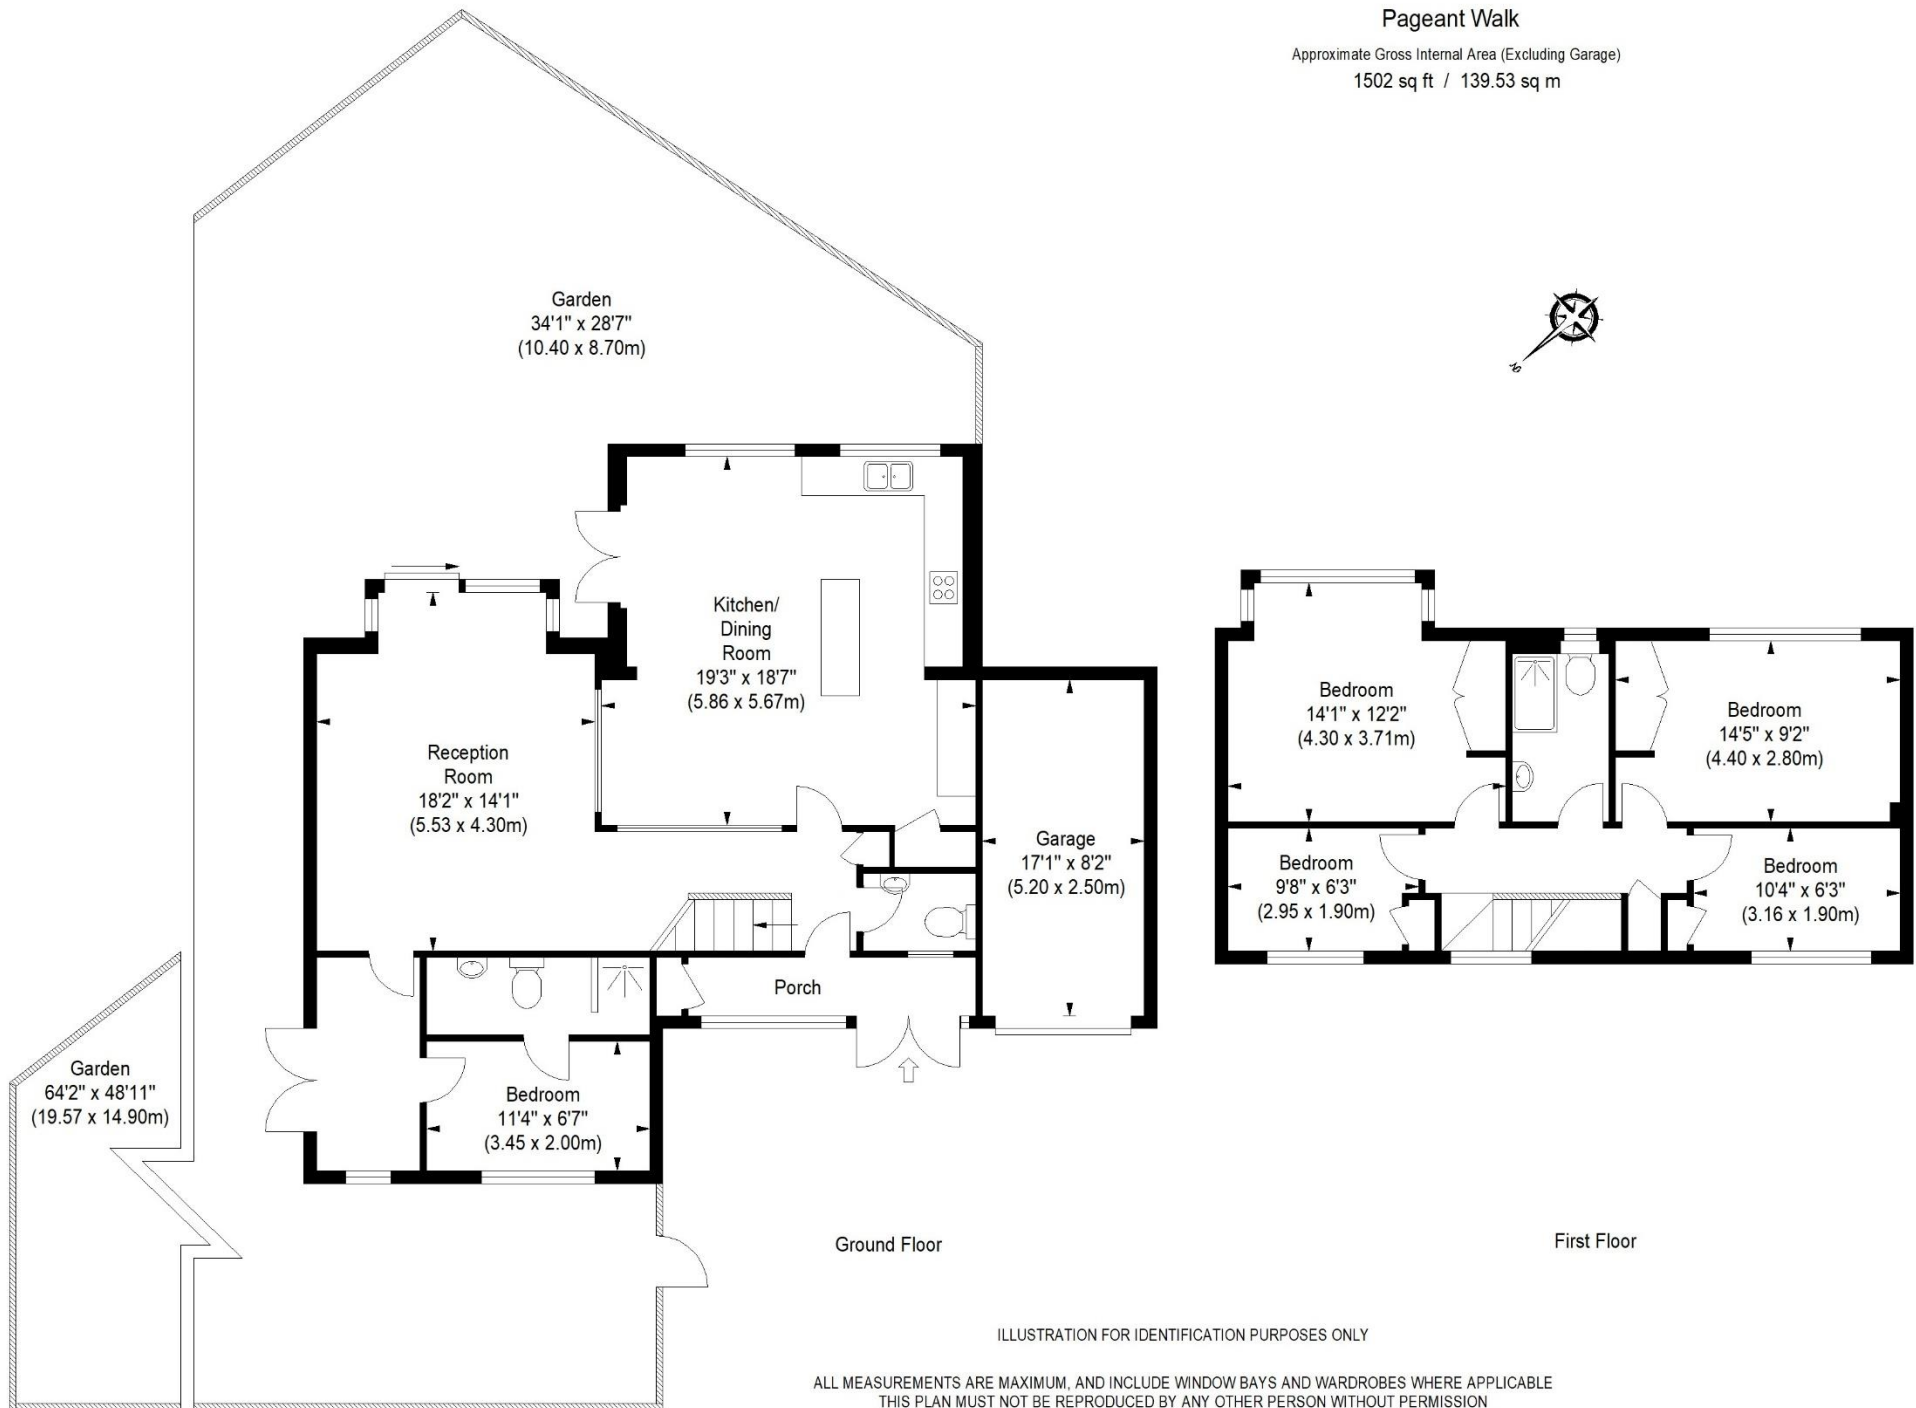 Pageant Walk
Approximate Gross Internal Area (Excluding Garage)
1502 sq ft / 139.53 sq m
Garden
34'1" x 28'7"
(10.40 x 8.70m)
N
Kitchen/
Dining
Room
19'3" x 18'7"
(5.86 x 5.67m)
Reception
Room
18'2" x 14'1"
(5.53 x 4.30m)
Garage
17'1" x 8'2"
(5.20 x 2.50m)
Porch
Garden
64'2" x 48'11"
(19.57 x 14.90m)
Bedroom
11'4" x 6'7"
(3.45 x 2.00m)
Ground Floor
Bedroom
14'1" x 12'2"
(4.30 x 3.71m)
Bedroom
14'5" x 9'2"
(4.40 x 2.80m)
Bedroom
9'8" x 6'3"
(2.95 x 1.90m)
Bedroom
10'4" x 6'3"
(3.16 x 1.90m)
First Floor
ILLUSTRATION FOR IDENTIFICATION PURPOSES ONLY
ALL MEASUREMENTS ARE MAXIMUM, AND INCLUDE WINDOW BAYS AND WARDROBES WHERE APPLICABLE
THIS PLAN MUST NOT BE REPRODUCED BY ANY OTHER PERSON WITHOUT PERMISSION